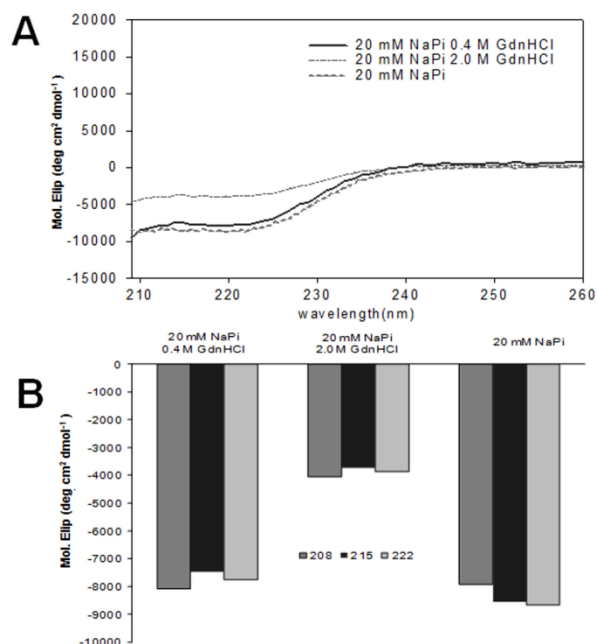 A
20000
15000
10000
5000
0
-5000
-10000
-15000
Mol. Elip (deg cm² dmol⁻¹)
20 mM NaPi 0.4 M GdnHCl
20 mM NaPi 2.0 M GdnHCl
20 mM NaPi
210 220 230 240 250 260
wavelength(nm)
B
20 mM NaPi
0.4 M GdnHCl
20 mM NaPi
2.0 M GdnHCl
20 mM NaPi
0
-1000
-2000
-3000
-4000
-5000
-6000
-7000
-8000
-9000
-10000
Mol. Elip (deg cm² dmol⁻¹)
208 215 222